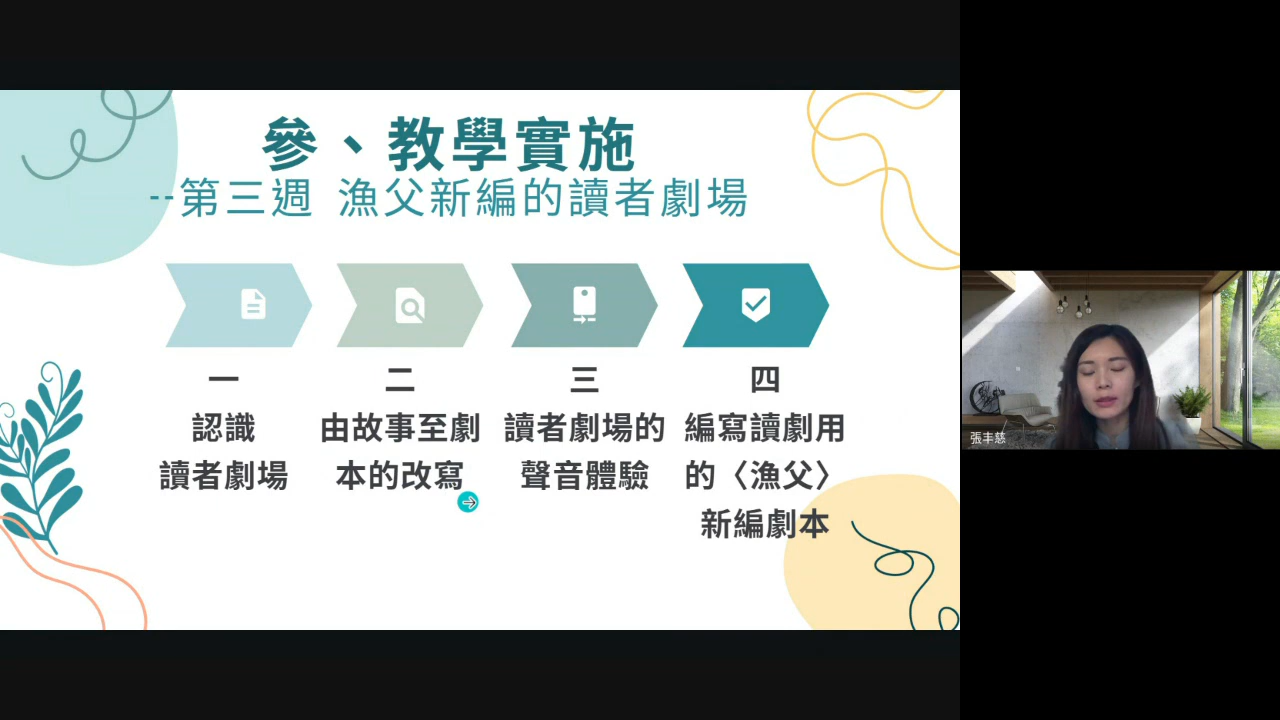 參、教學實施
--第三週 漁父新編的讀者劇場
一
認識
讀者劇場
二
由故事至劇
本的改寫
三
讀者劇場的
聲音體驗
四
編寫讀劇用
的〈漁父〉
新編劇本
張丰慈